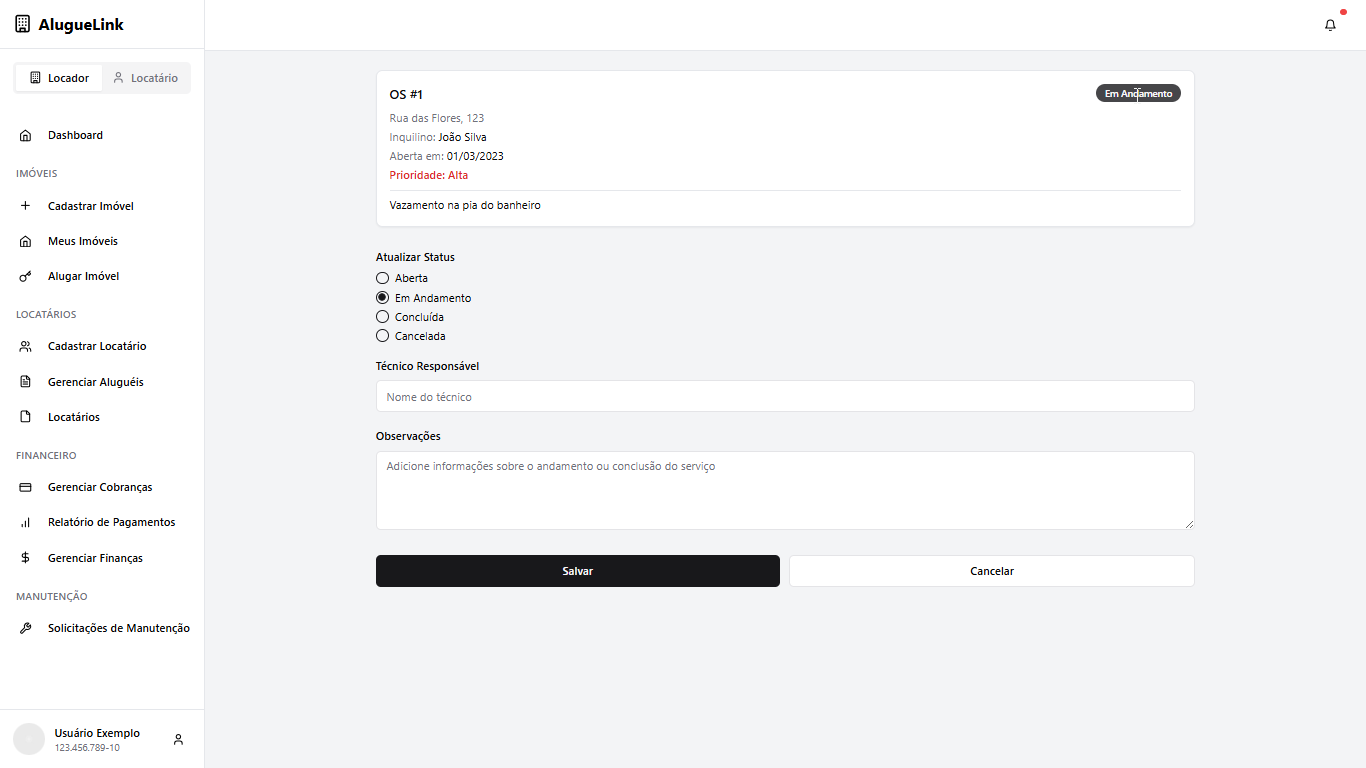 AlugueLink
Locador
Locatário
Dashboard
IMÓVEIS
Cadastrar Imóvel
Meus Imóveis
Alugar Imóvel
LOCATÁRIOS
Cadastrar Locatário
Gerenciar Aluguéis
Locatários
FINANCEIRO
Gerenciar Cobranças
Relatório de Pagamentos
Gerenciar Finanças
MANUTENÇÃO
Solicitações de Manutenção
Usuário Exemplo
123.456.789-10
OS #1
Em Andamento
Rua das Flores, 123
Inquilino: João Silva
Aberta em: 01/03/2023
Prioridade: Alta
Vazamento na pia do banheiro
Atualizar Status
Aberta
Em Andamento
Concluída
Cancelada
Técnico Responsável
Nome do técnico
Observações
Adicione informações sobre o andamento ou conclusão do serviço
Salvar
Cancelar